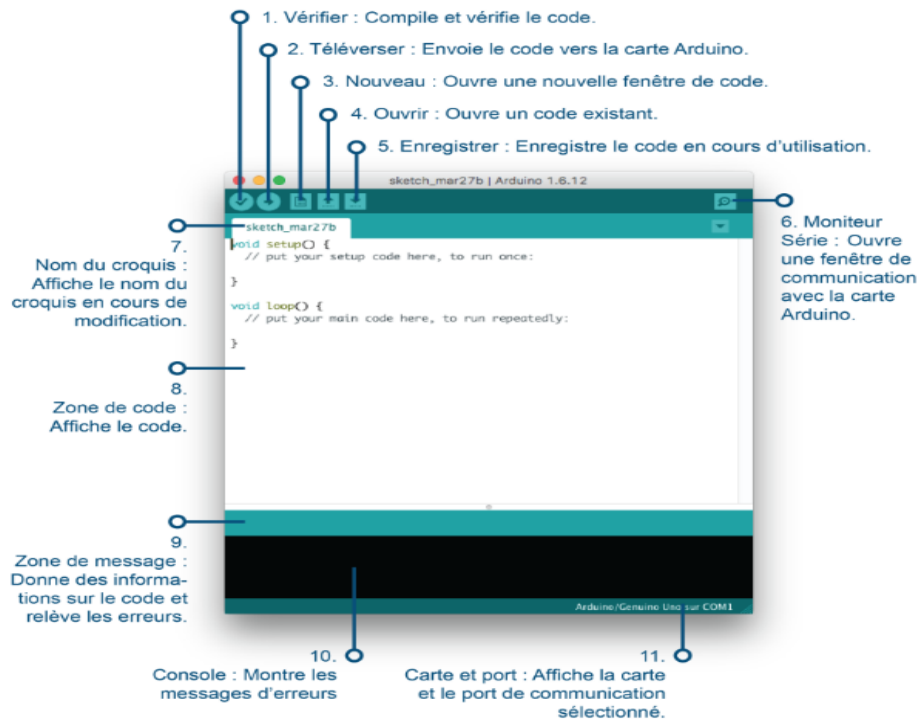 1. Vérifier : Compile et vérifie le code.
2. Téléverser : Envoie le code vers la carte Arduino.
3. Nouveau : Ouvre une nouvelle fenêtre de code.
4. Ouvrir : Ouvre un code existant.
5. Enregistrer : Enregistre le code en cours d'utilisation.
sketch_mar27b | Arduino 1.6.12
6. Moniteur
Série : Ouvre
une fenêtre de
communication
avec la carte
Arduino.
sketch_mar27b
7.
Nom du croquis :
Affiche le nom du
croquis en cours de
modification.
void setup() {
// put your setup code here, to run once:
}
void loop() {
// put your main code here, to run repeatedly:
}
8.
Zone de code :
Affiche le code.
9.
Zone de message :
Donne des informa-
tions sur le code et
relève les erreurs.
Arduino/Genuino Uno sur COM1
10.
Console : Montre les
messages d'erreurs
11.
Carte et port : Affiche la carte
et le port de communication
sélectionné.